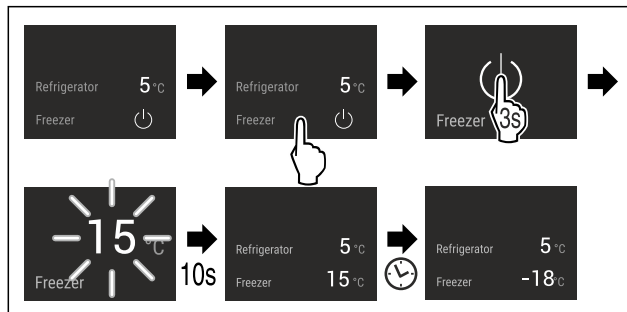 Refrigerator 5 °C
Freezer
Refrigerator 5 °C
Freezer
Freezer 3s
15 °C
Freezer
10s
Refrigerator 5 °C
Freezer 15 °C
Refrigerator 5 °C
Freezer -18°C